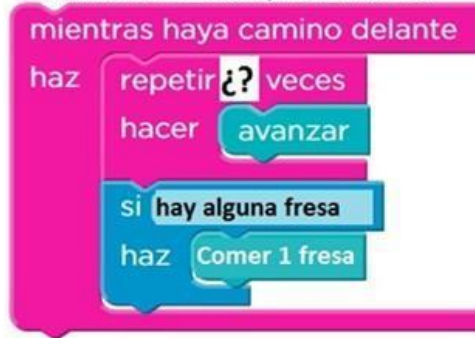 mientras haya camino delante
haz repetir ¿? veces
hacer avanzar
si hay alguna fresa
haz Comer 1 fresa